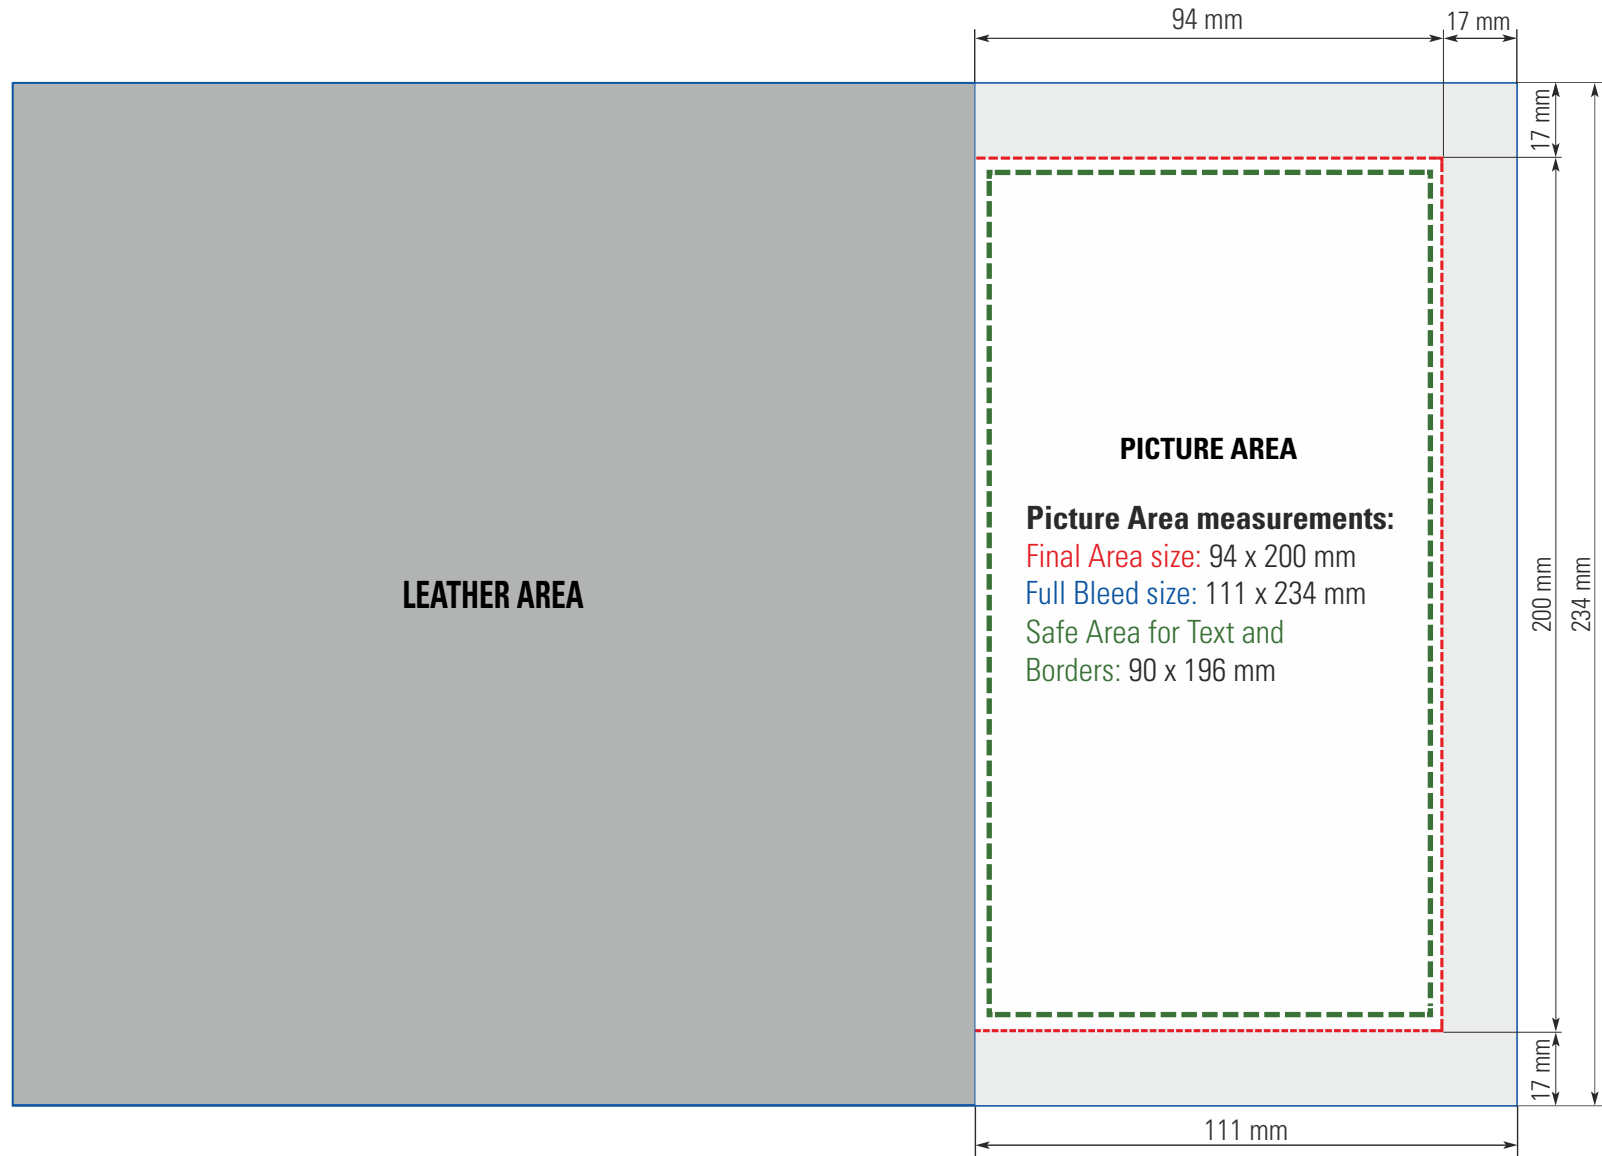 94 mm
17 mm
17 mm
LEATHER AREA
PICTURE AREA
Picture Area measurements:
Final Area size: 94 x 200 mm
Full Bleed size: 111 x 234 mm
Safe Area for Text and
Borders: 90 x 196 mm
200 mm
234 mm
17 mm
111 mm